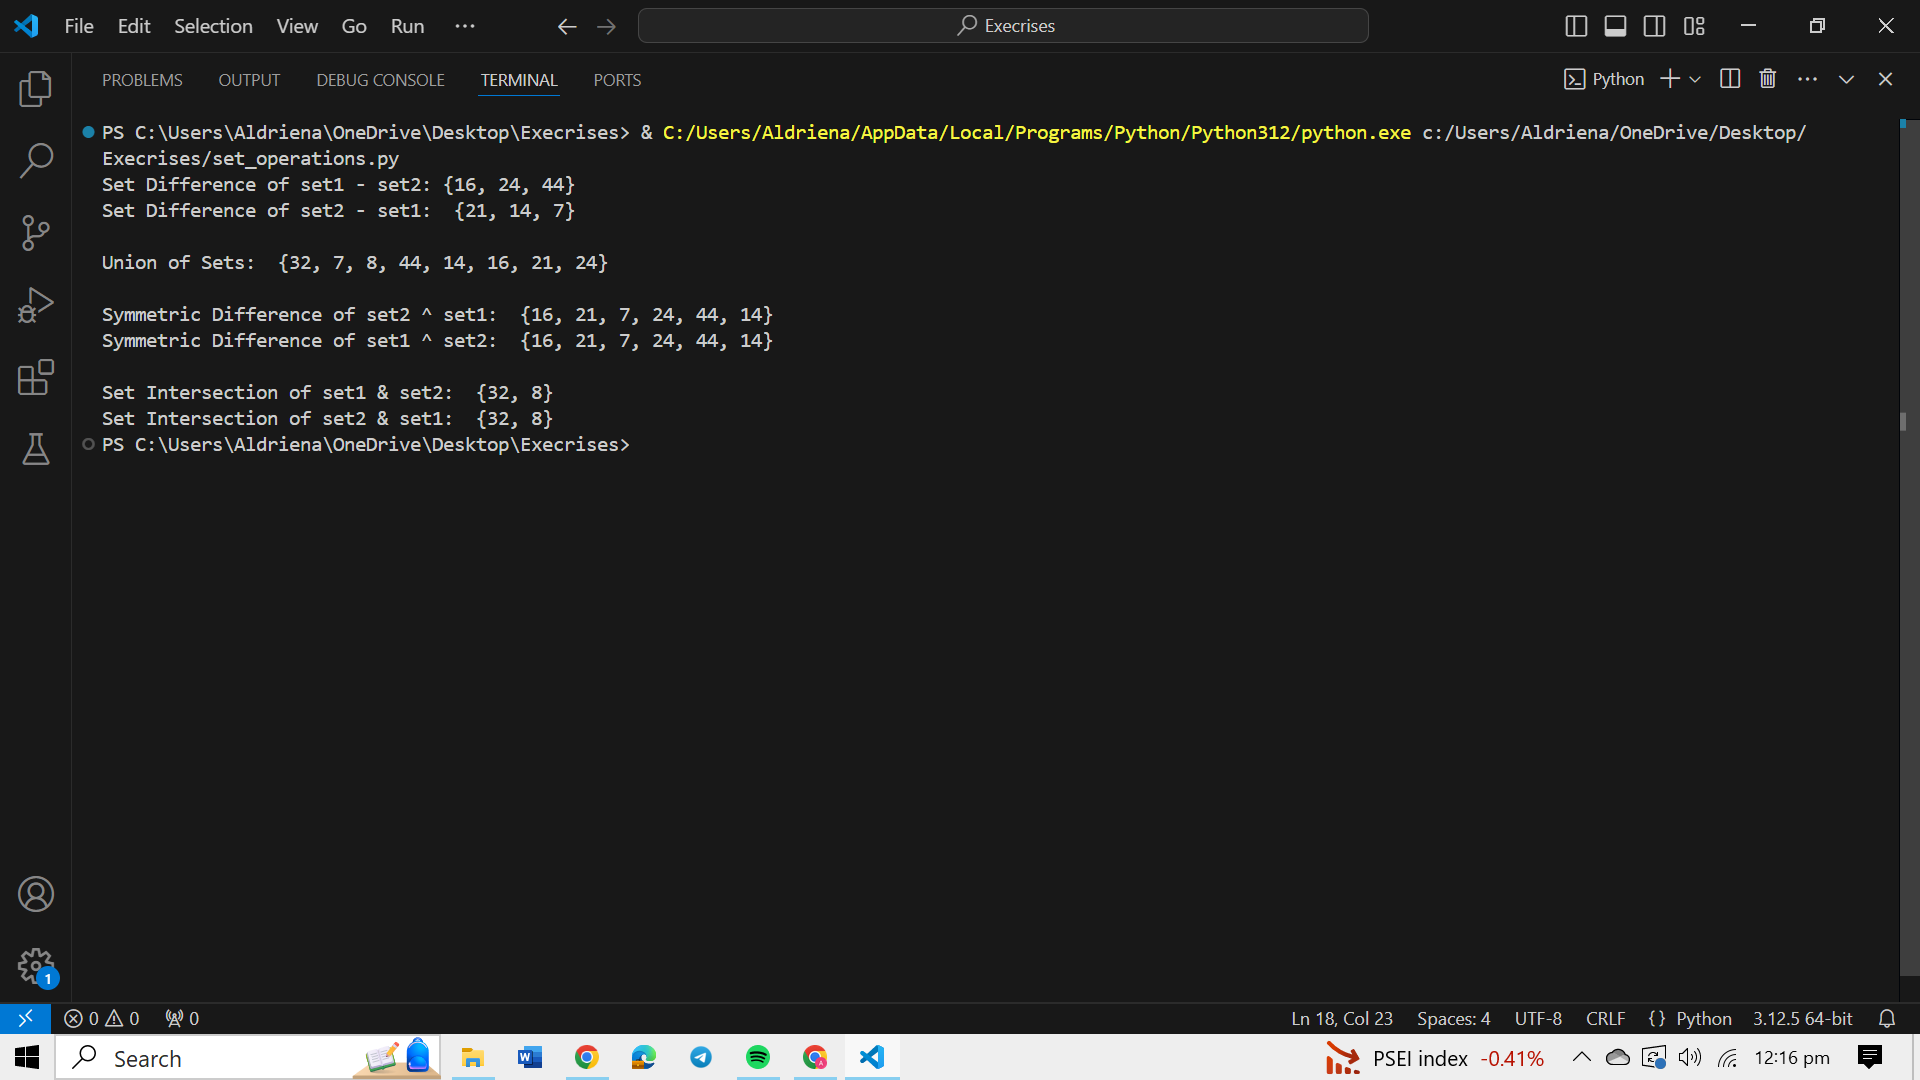 File Edit Selection View Go Run ···
Execrises
PROBLEMS OUTPUT DEBUG CONSOLE TERMINAL PORTS
Python
PS C:\Users\Aldriena\OneDrive\Desktop\Execrises> & C:/Users/Aldriena/AppData/Local/Programs/Python/Python312/python.exe c:/Users/Aldriena/OneDrive/Desktop/
Execrises/set_operations.py
Set Difference of set1 - set2: {16, 24, 44}
Set Difference of set2 - set1:  {21, 14, 7}
Union of Sets:  {32, 7, 8, 44, 14, 16, 21, 24}
Symmetric Difference of set2 ^ set1:  {16, 21, 7, 24, 44, 14}
Symmetric Difference of set1 ^ set2:  {16, 21, 7, 24, 44, 14}
Set Intersection of set1 & set2:  {32, 8}
Set Intersection of set2 & set1:  {32, 8}
PS C:\Users\Aldriena\OneDrive\Desktop\Execrises>
1
0 0 0 Ln 18, Col 23 Spaces: 4 UTF-8 CRLF {} Python 3.12.5 64-bit
Search PSEI index -0.41% 12:16 pm